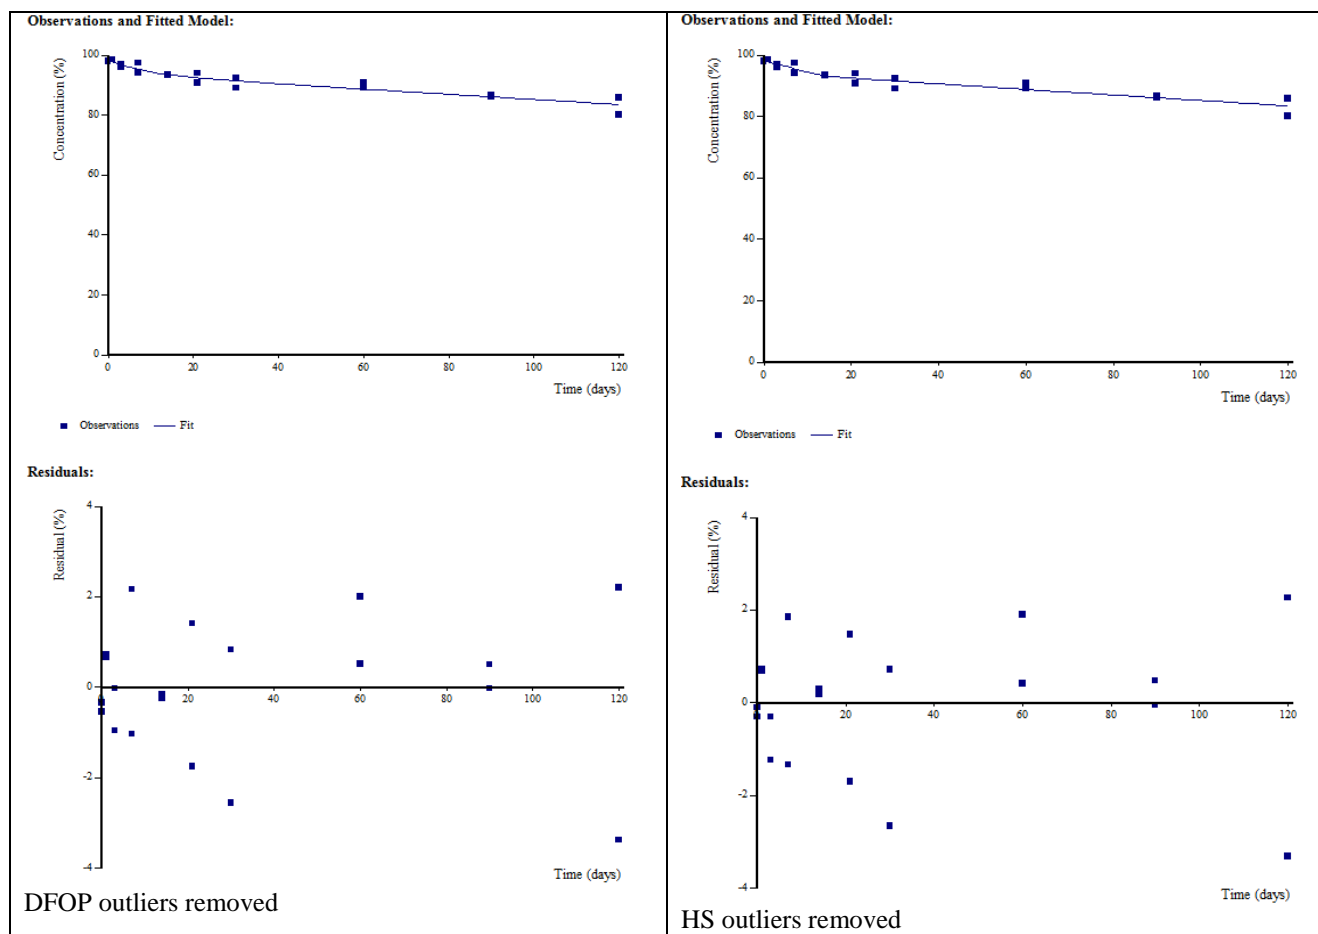 Observations and Fitted Model:
100
80
60
40
20
0
Concentration (%)
0 20 40 60 80 100 120
Time (days)
Observations Fit
Residuals:
4
2
0
-2
-4
Residual (%)
0 20 40 60 80 100 120
Time (days)
DFOP outliers removed
Observations and Fitted Model:
100
80
60
40
20
0
Concentration (%)
0 20 40 60 80 100 120
Time (days)
Observations Fit
Residuals:
4
2
0
-2
-4
Residual (%)
20 40 60 80 100 120
Time (days)
HS outliers removed